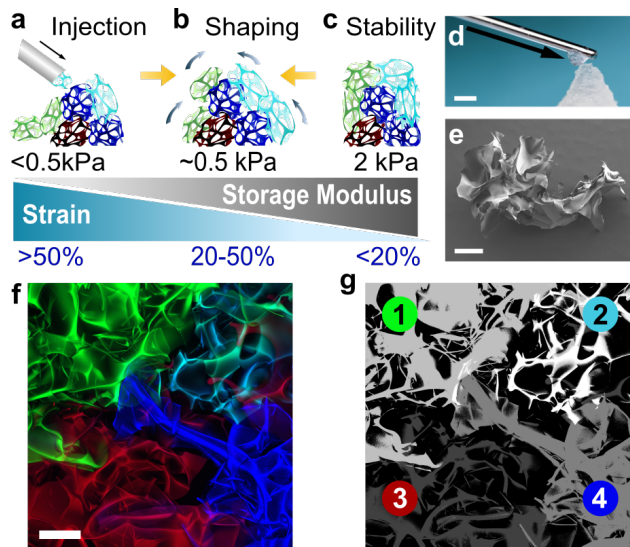 a Injection b Shaping c Stability d
<0.5kPa ~0.5 kPa 2 kPa e
Storage Modulus
Strain
>50% 20-50% <20%
f g
1 2
3 4